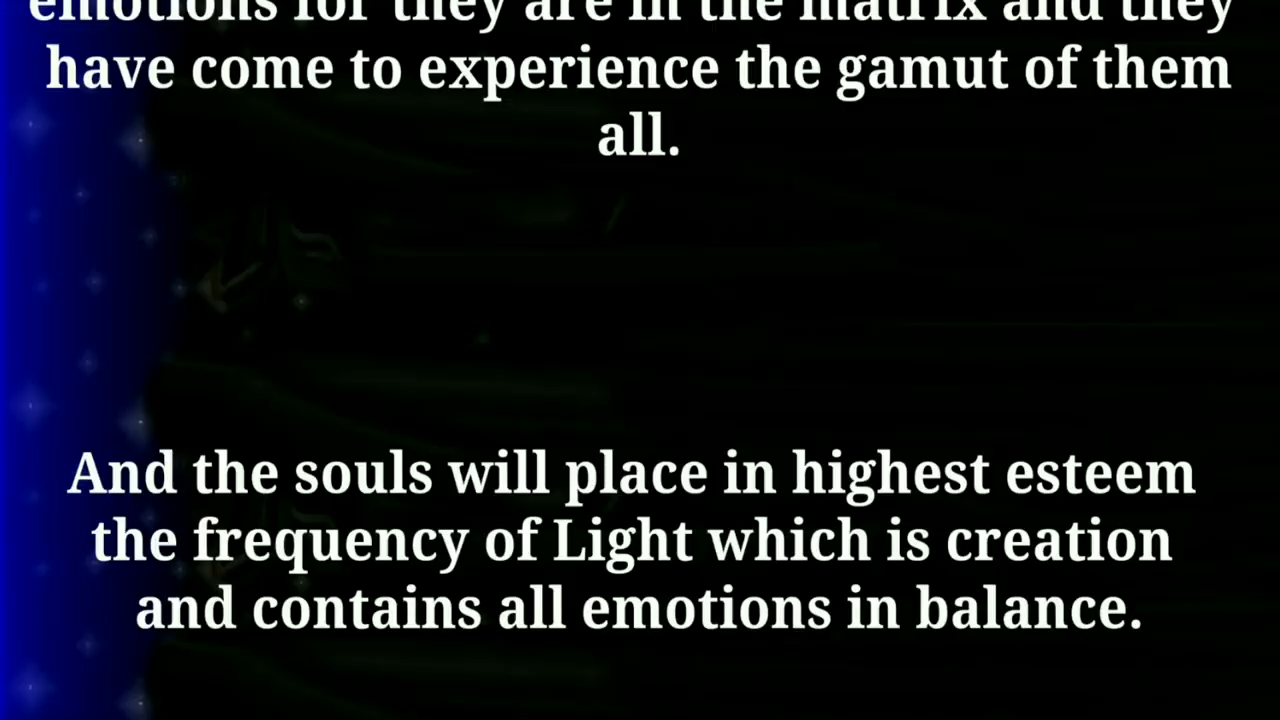 emotions for they are in the matrix and they
have come to experience the gamut of them
all.
And the souls will place in highest esteem
the frequency of Light which is creation
and contains all emotions in balance.